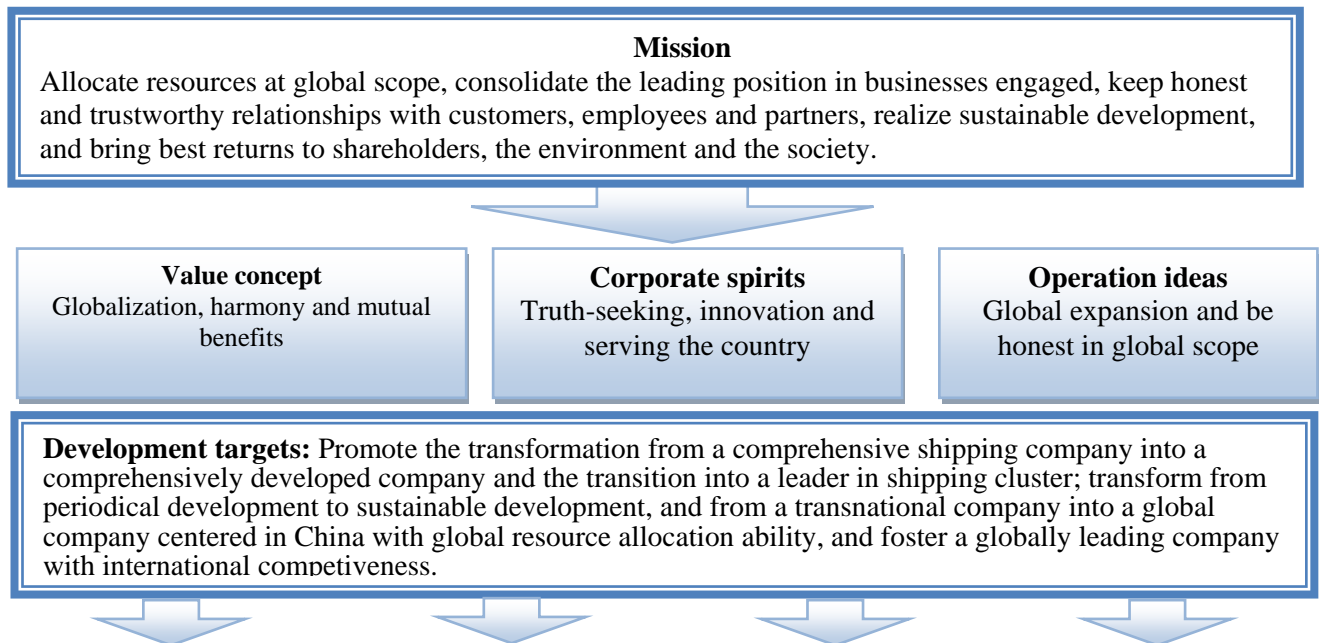 Mission
Allocate resources at global scope, consolidate the leading position in businesses engaged, keep honest
and trustworthy relationships with customers, employees and partners, realize sustainable development,
and bring best returns to shareholders, the environment and the society.
Value concept
Globalization, harmony and mutual
benefits
Corporate spirits
Truth-seeking, innovation and
serving the country
Operation ideas
Global expansion and be
honest in global scope
Development targets: Promote the transformation from a comprehensive shipping company into a
comprehensively developed company and the transition into a leader in shipping cluster; transform from
periodical development to sustainable development, and from a transnational company into a global
company centered in China with global resource allocation ability, and foster a globally leading company
with international competiveness.